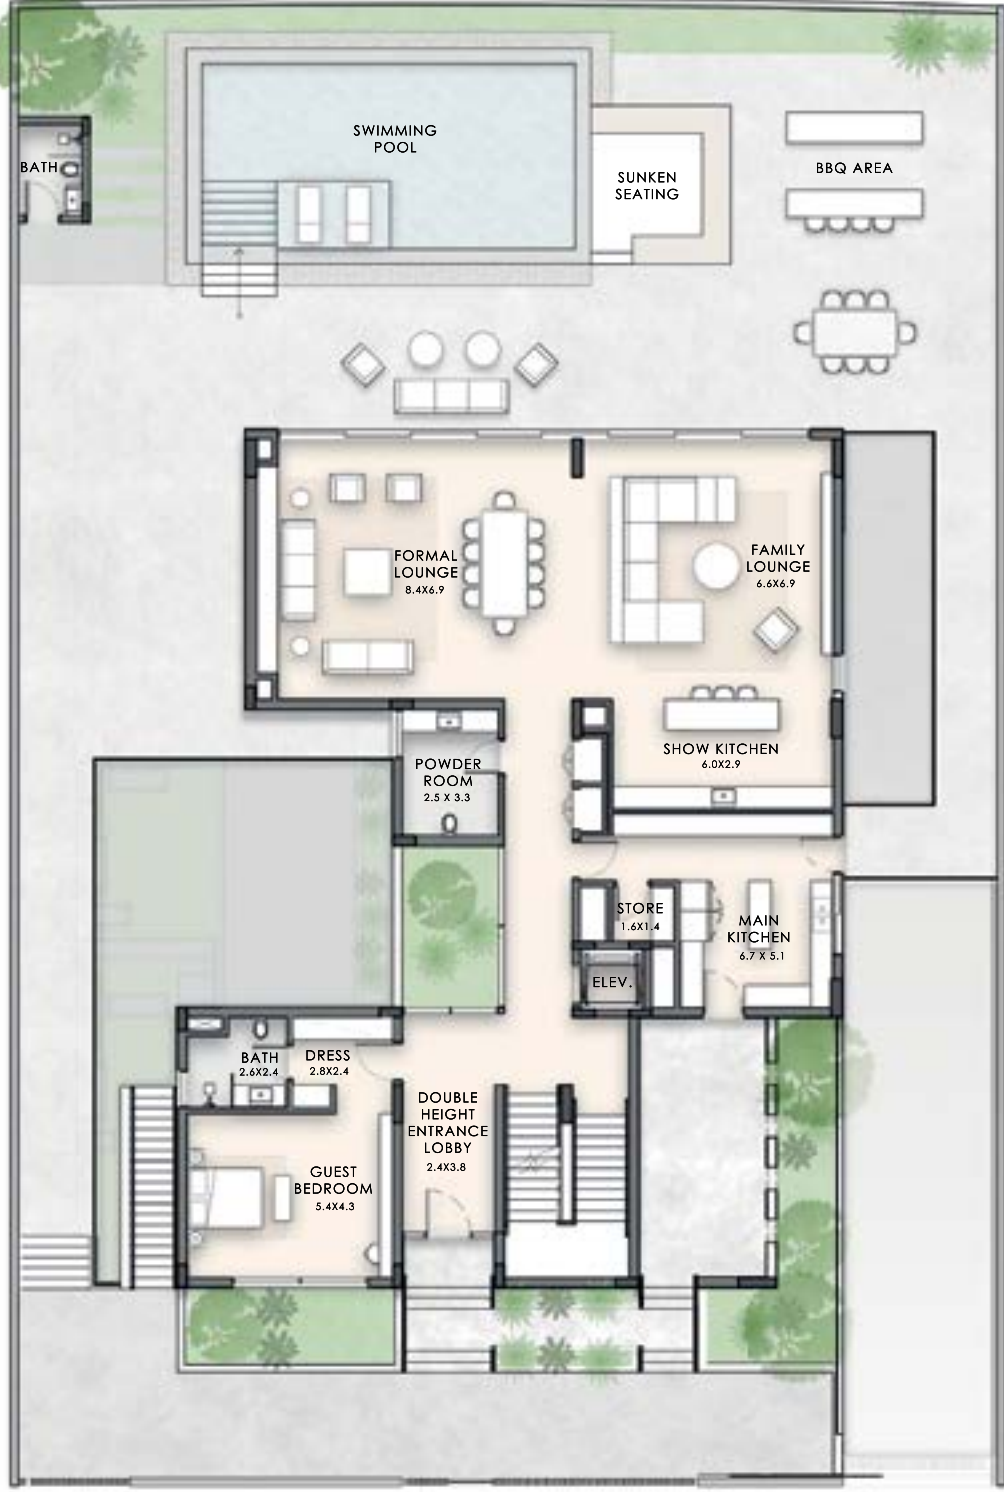 SWIMMING
POOL
BATH
SUNKEN
SEATING
BBQ AREA
FORMAL
LOUNGE
8.4X6.9
FAMILY
LOUNGE
6.6X6.9
SHOW KITCHEN
6.0X2.9
POWDER
ROOM
2.5 X 3.3
STORE
1.6X1.4
MAIN
KITCHEN
6.7 X 5.1
ELEV.
BATH
2.6X2.4
DRESS
2.8X2.4
DOUBLE
HEIGHT
ENTRANCE
LOBBY
2.4X3.8
GUEST
BEDROOM
5.4X4.3